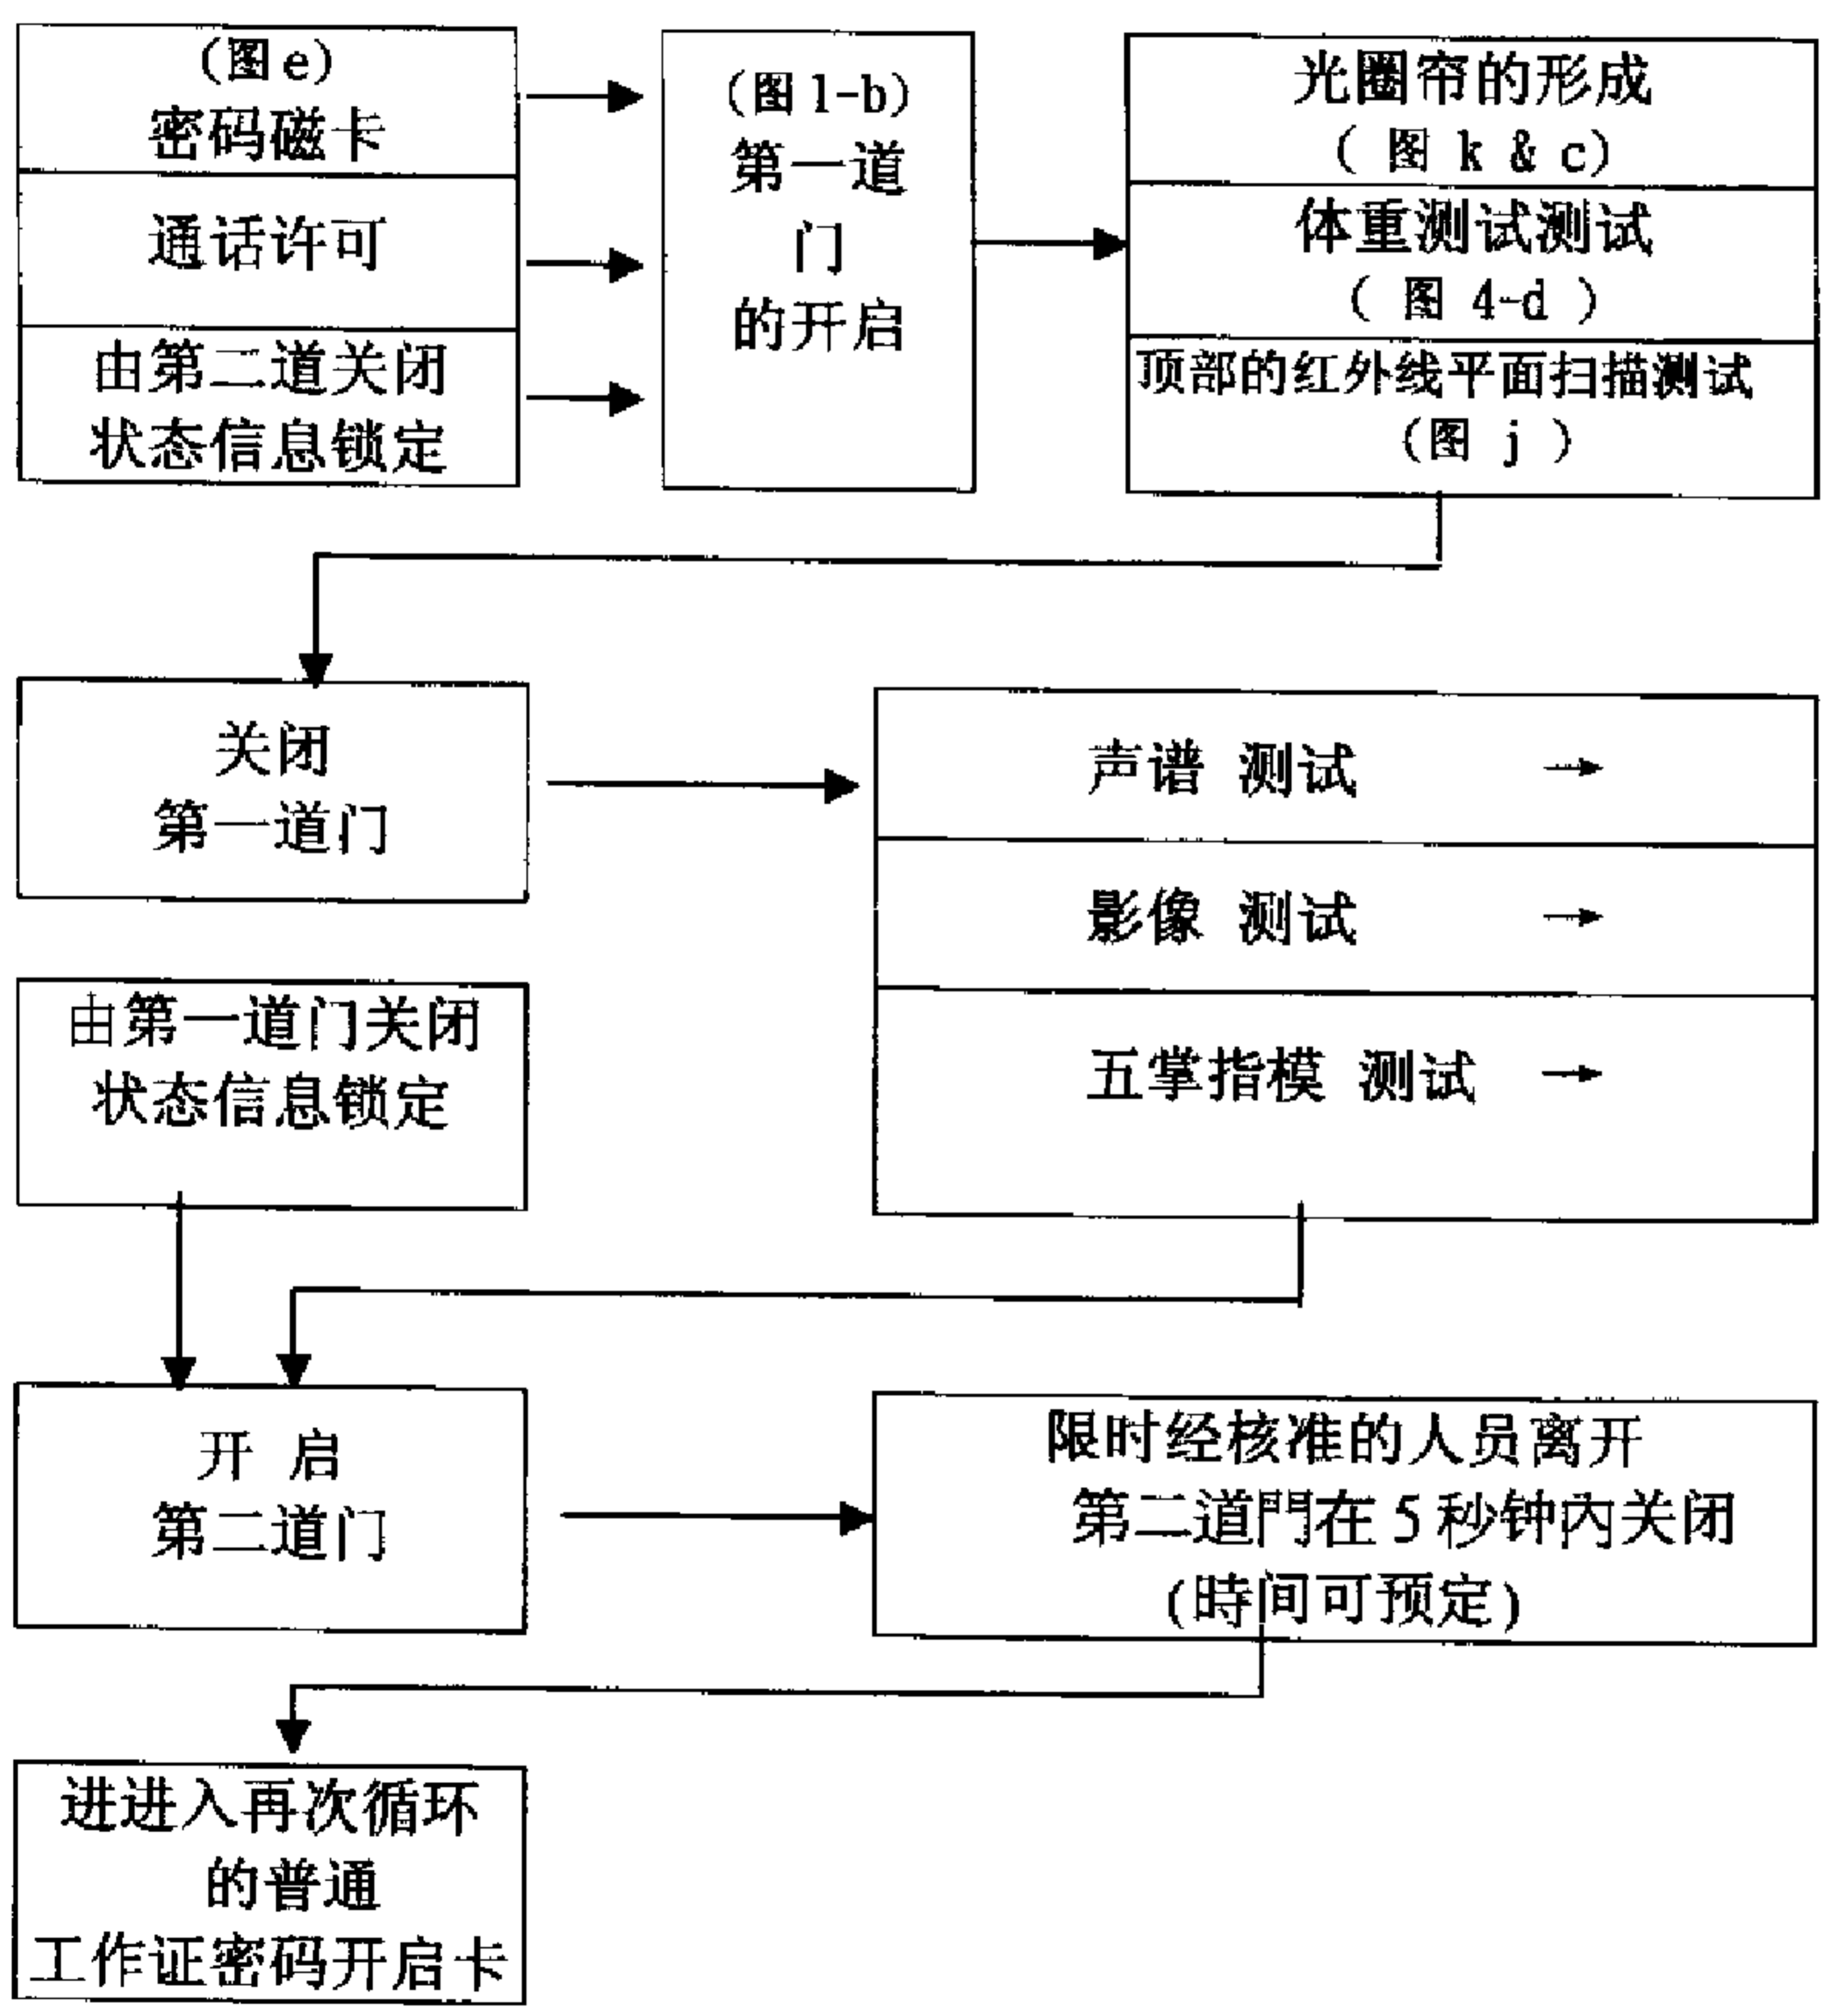 (图e)
密码磁卡
通话许可
由第二道关闭
状态信息锁定
(图1-b)
第一道
门
的开启
光圈帘的形成
( 图 k & c)
体重测试测试
( 图 4-d )
顶部的红外线平面扫描测试
(图 j )
关闭
第一道门
声谱 测试 →
影像 测试 →
五掌指模 测试 →
由第一道门关闭
状态信息锁定
开 启
第二道门
限时经核准的人员离开
第二道門在5秒钟內关闭
(時间可预定)
进进入再次循环
的普通
工作证密码开启卡